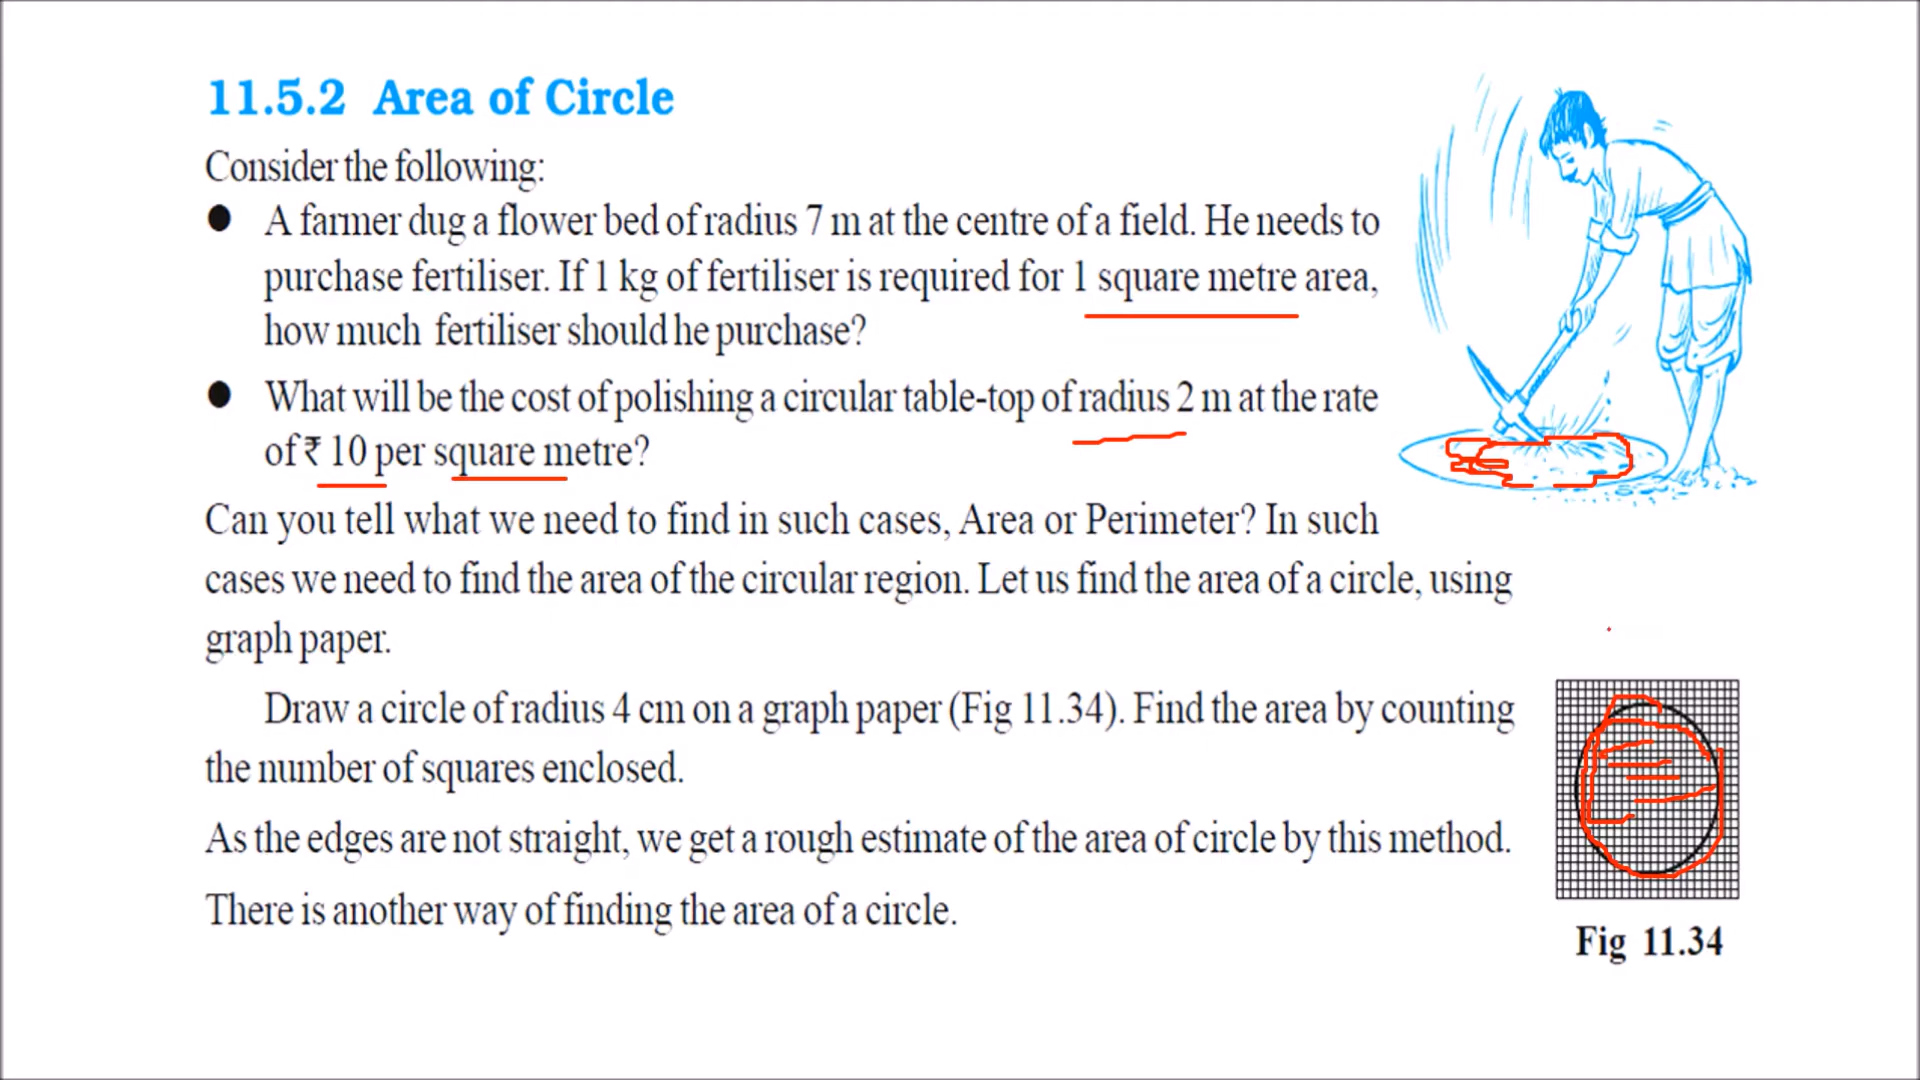 11.5.2 Area of Circle
Consider the following:
● A farmer dug a flower bed of radius 7 m at the centre of a field. He needs to
purchase fertiliser. If 1 kg of fertiliser is required for 1 square metre area,
how much fertiliser should he purchase?
● What will be the cost of polishing a circular table-top of radius 2 m at the rate
of ₹ 10 per square metre?
Can you tell what we need to find in such cases, Area or Perimeter? In such
cases we need to find the area of the circular region. Let us find the area of a circle, using
graph paper.
Draw a circle of radius 4 cm on a graph paper (Fig 11.34). Find the area by counting
the number of squares enclosed.
As the edges are not straight, we get a rough estimate of the area of circle by this method.
There is another way of finding the area of a circle.
Fig 11.34